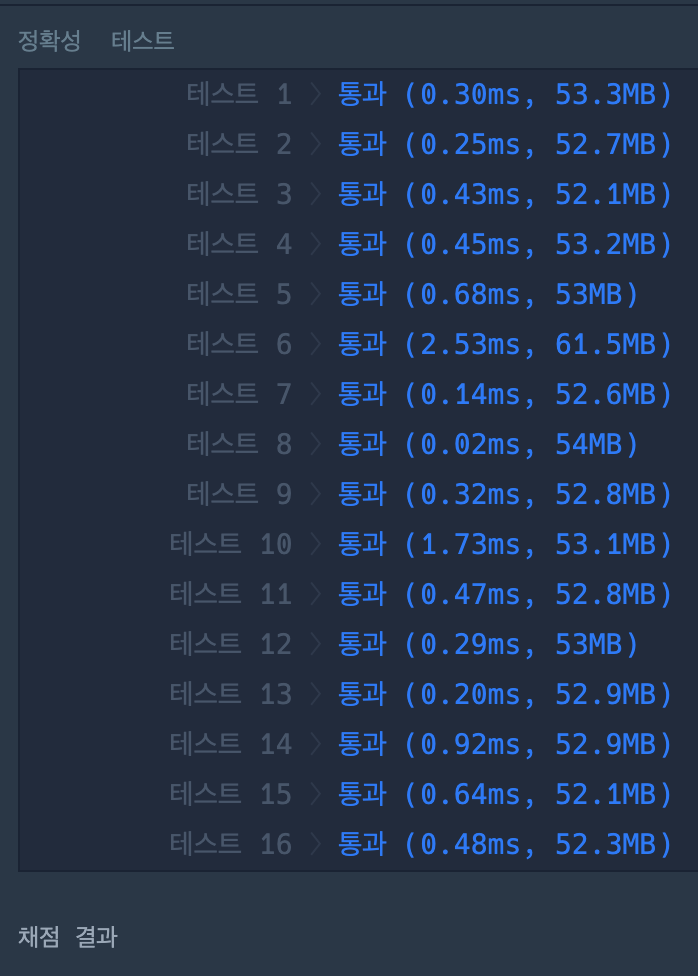 정확성 테스트
테스트 1 〉 통과 (0.30ms, 53.3MB)
테스트 2 〉 통과 (0.25ms, 52.7MB)
테스트 3 〉 통과 (0.43ms, 52.1MB)
테스트 4 〉 통과 (0.45ms, 53.2MB)
테스트 5 〉 통과 (0.68ms, 53MB)
테스트 6 〉 통과 (2.53ms, 61.5MB)
테스트 7 〉 통과 (0.14ms, 52.6MB)
테스트 8 〉 통과 (0.02ms, 54MB)
테스트 9 〉 통과 (0.32ms, 52.8MB)
테스트 10 〉 통과 (1.73ms, 53.1MB)
테스트 11 〉 통과 (0.47ms, 52.8MB)
테스트 12 〉 통과 (0.29ms, 53MB)
테스트 13 〉 통과 (0.20ms, 52.9MB)
테스트 14 〉 통과 (0.92ms, 52.9MB)
테스트 15 〉 통과 (0.64ms, 52.1MB)
테스트 16 〉 통과 (0.48ms, 52.3MB)
채점 결과